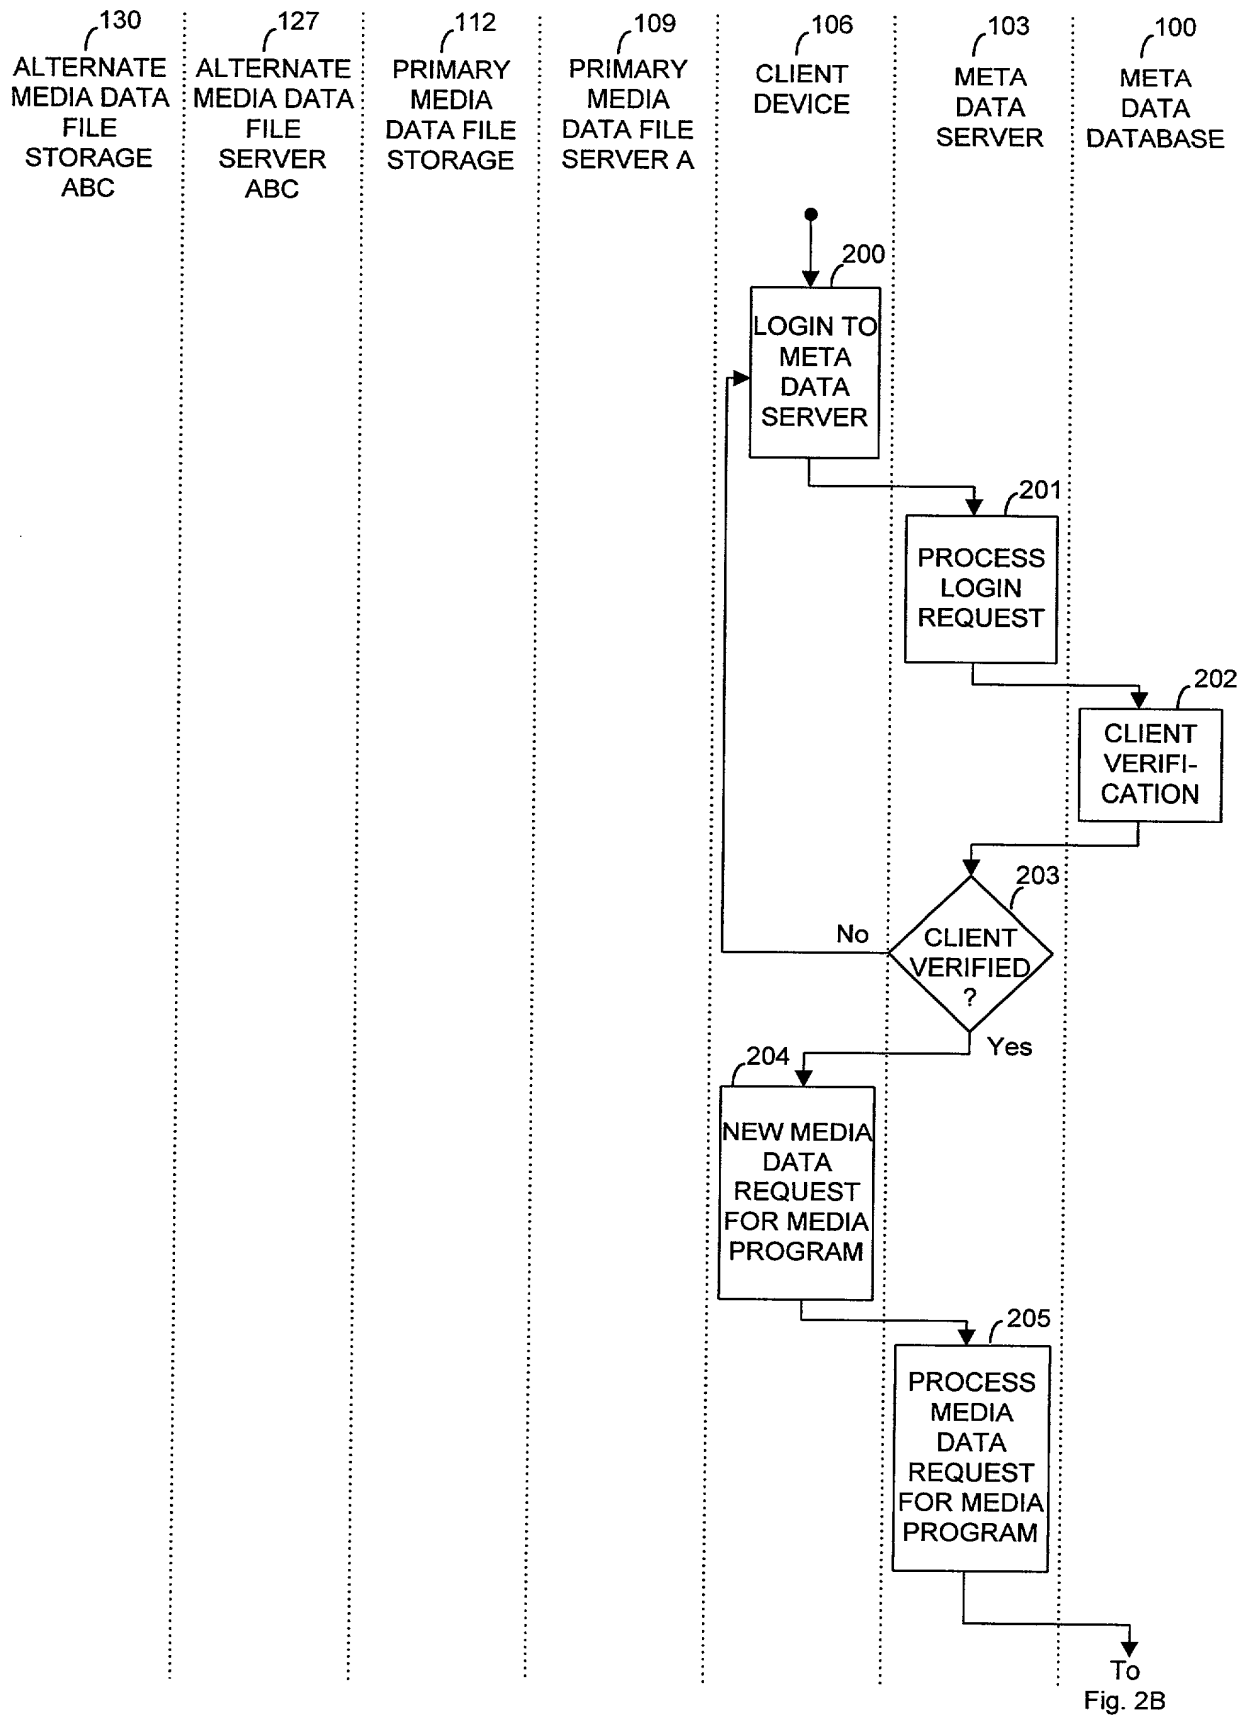 130
ALTERNATE
MEDIA DATA
FILE
STORAGE
ABC
127
ALTERNATE
MEDIA DATA
FILE
SERVER
ABC
112
PRIMARY
MEDIA
DATA FILE
STORAGE
109
PRIMARY
MEDIA
DATA FILE
SERVER A
106
CLIENT
DEVICE
103
META
DATA
SERVER
100
META
DATA
DATABASE
200
LOGIN TO
META
DATA
SERVER
201
PROCESS
LOGIN
REQUEST
202
CLIENT
VERIFI-
CATION
203
CLIENT
VERIFIED
?
No
Yes
204
NEW MEDIA
DATA
REQUEST
FOR MEDIA
PROGRAM
205
PROCESS
MEDIA
DATA
REQUEST
FOR MEDIA
PROGRAM
To
Fig. 2B